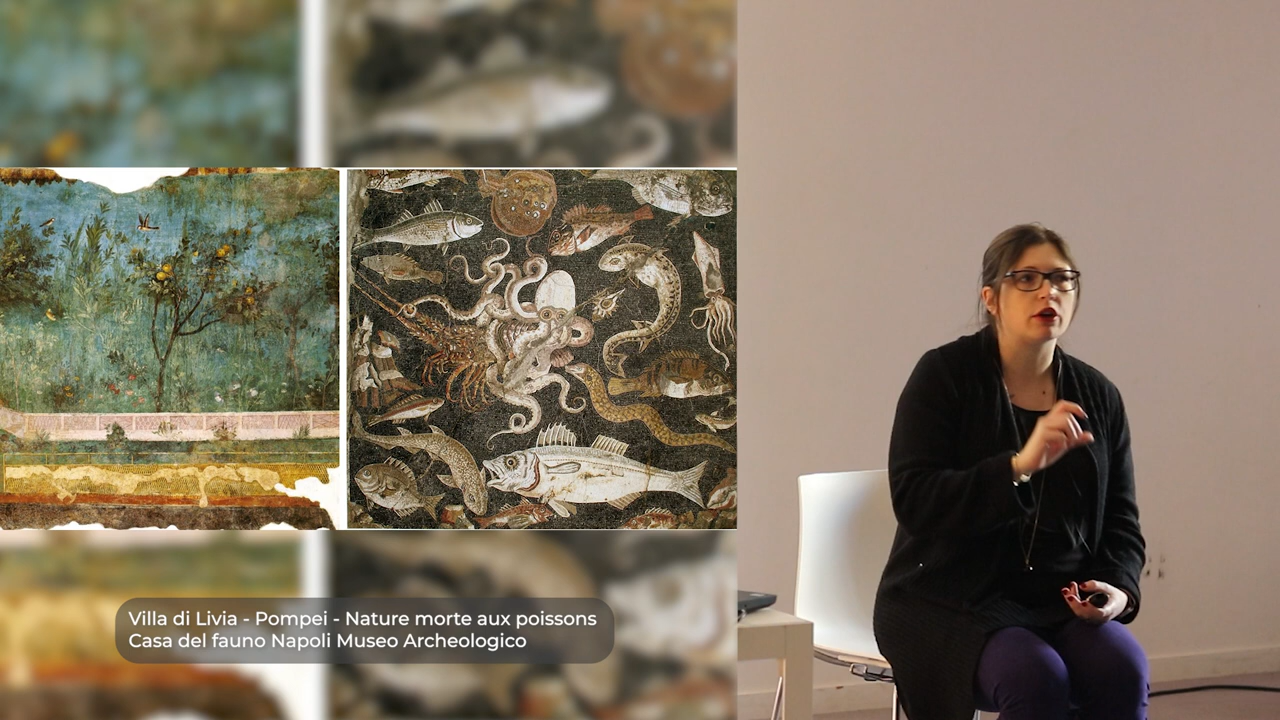 Villa di Livia - Pompei - Nature morte aux poissons
Casa del fauno Napoli Museo Archeologico